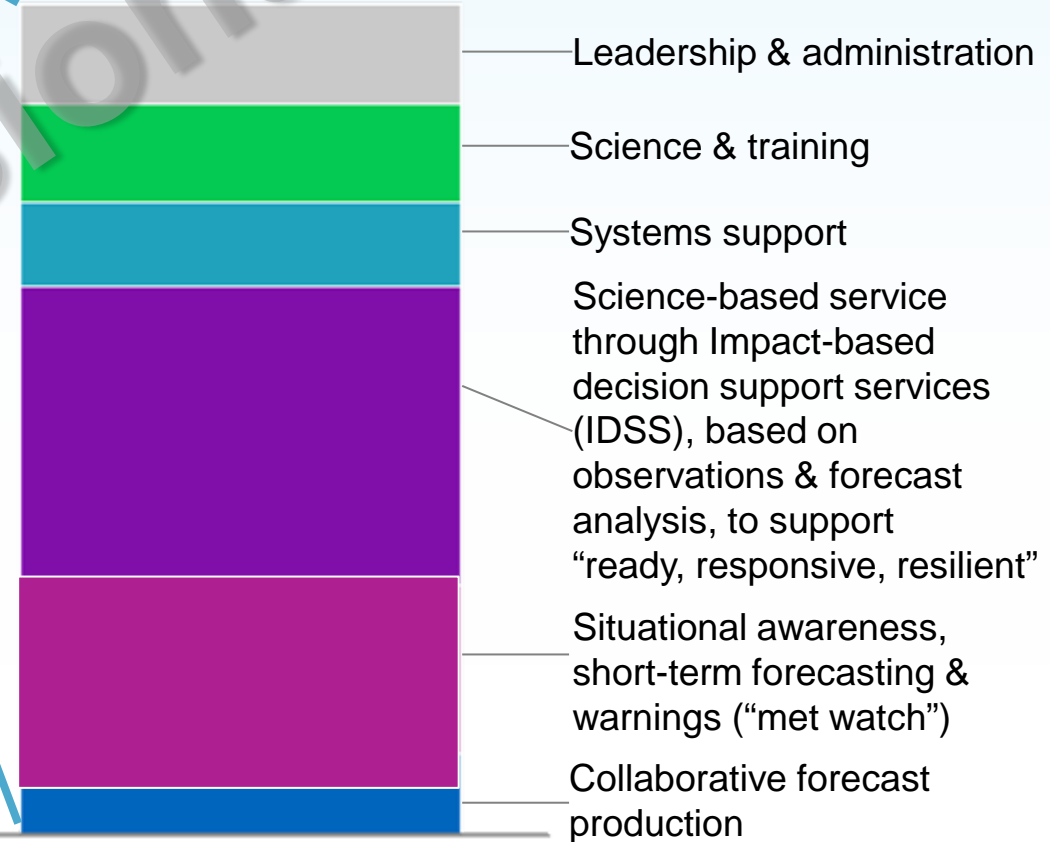 Leadership & administration
Science & training
Systems support
Science-based service
through Impact-based
decision support services
(IDSS), based on
observations & forecast
analysis, to support
“ready, responsive, resilient”
Situational awareness,
short-term forecasting &
warnings (“met watch”)
Collaborative forecast
production